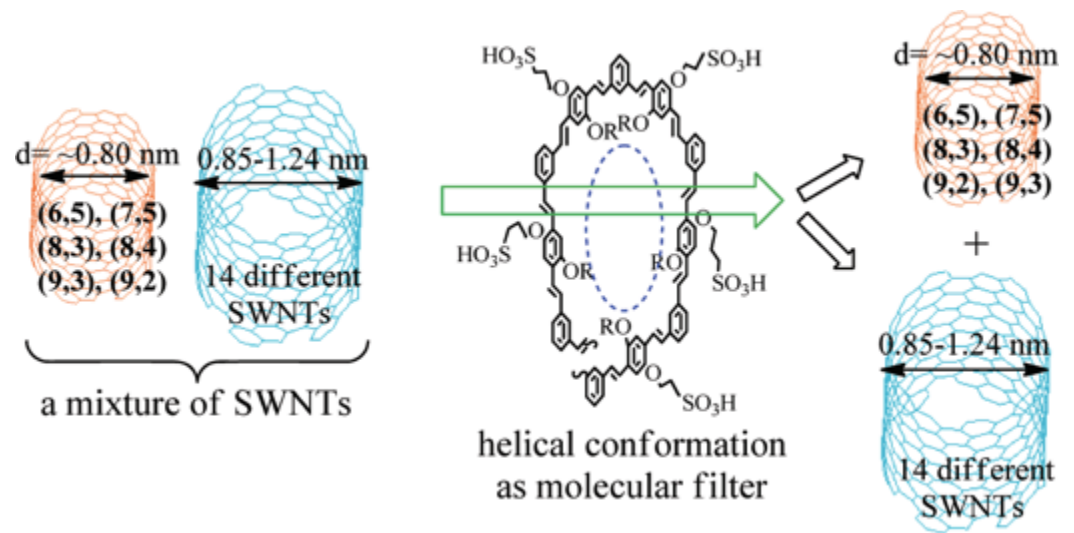 d= ~0.80 nm
(6,5), (7,5)
(8,3), (8,4)
(9,3), (9,2)
0.85-1.24 nm
14 different
SWNTs
a mixture of SWNTs
HO3S
O
O
SO3H
OR
RO
HO3S
O
OR
RO
O
SO3H
RO
O
SO3H
helical conformation
as molecular filter
d= ~0.80 nm
(6,5), (7,5)
(8,3), (8,4)
(9,2), (9,3)
+
0.85-1.24 nm
14 different
SWNTs